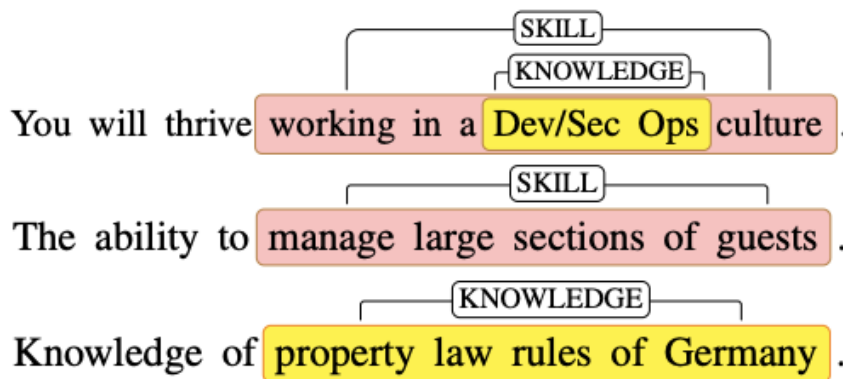 SKILL
KNOWLEDGE
You will thrive working in a Dev/Sec Ops culture .
SKILL
The ability to manage large sections of guests .
KNOWLEDGE
Knowledge of property law rules of Germany .